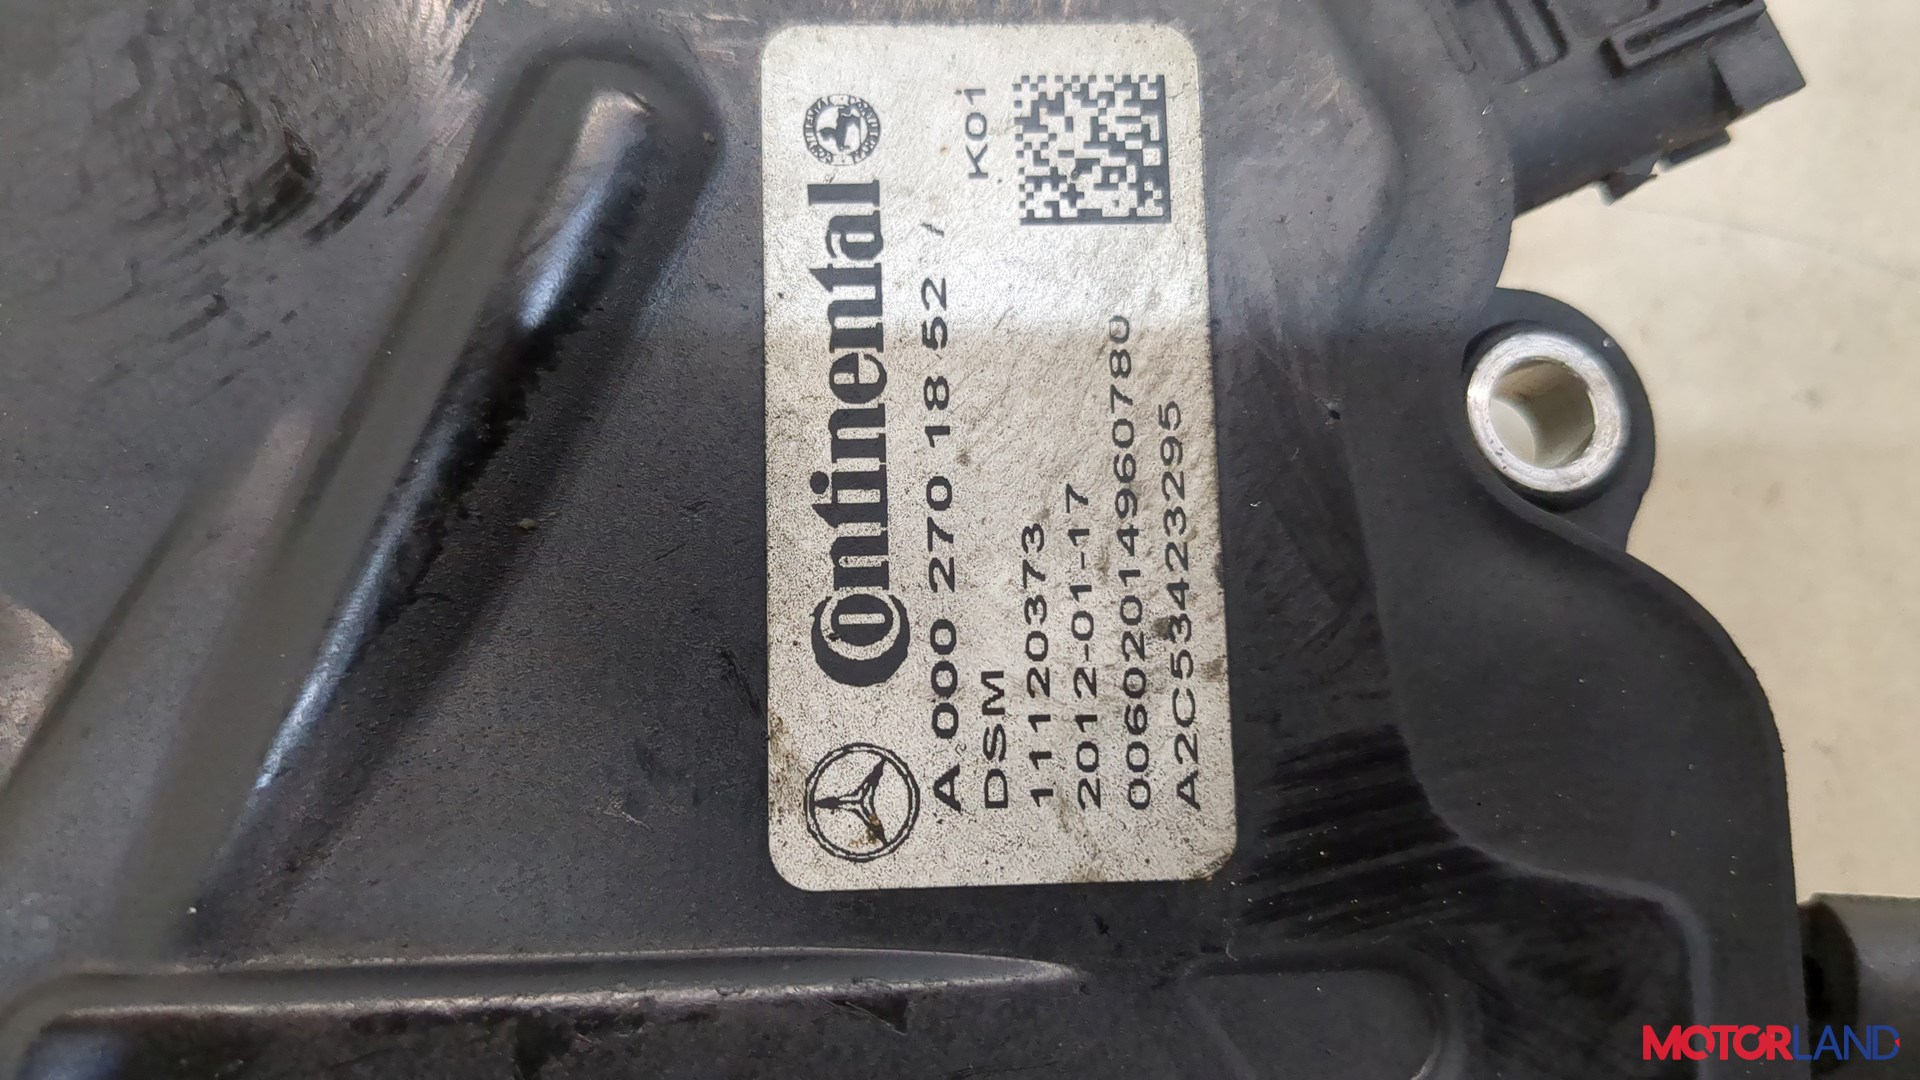 Continental
A 000 270 18 52 /
K01
DSM
11120373
2012-01-17
00602014960780
A2C53423295
MOTORLAND